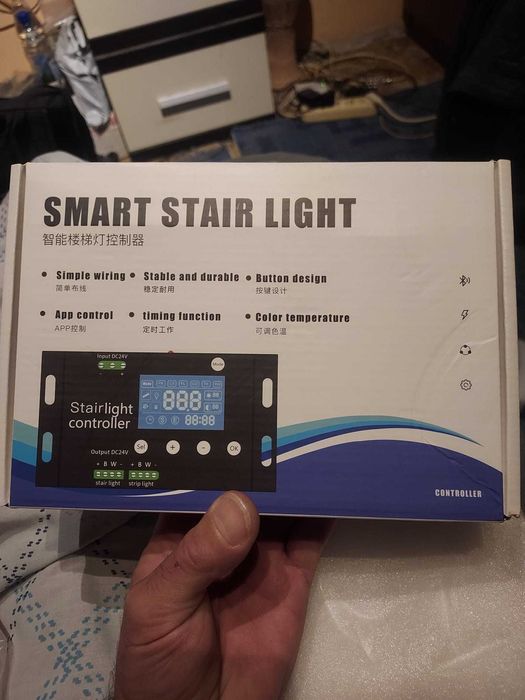 SMART STAIR LIGHT
智能楼梯灯控制器
Simple wiring
简单布线
Stable and durable
稳定耐用
Button design
按键设计
App control
APP控制
timing function
定时工作
Color temperature
可调色温
Input DC24V
- +
Mode
Stairlight
controller
888
88:88
Sel
+
-
OK
Output DC24V
+ B W - + B W -
stair light strip light
CONTROLLER